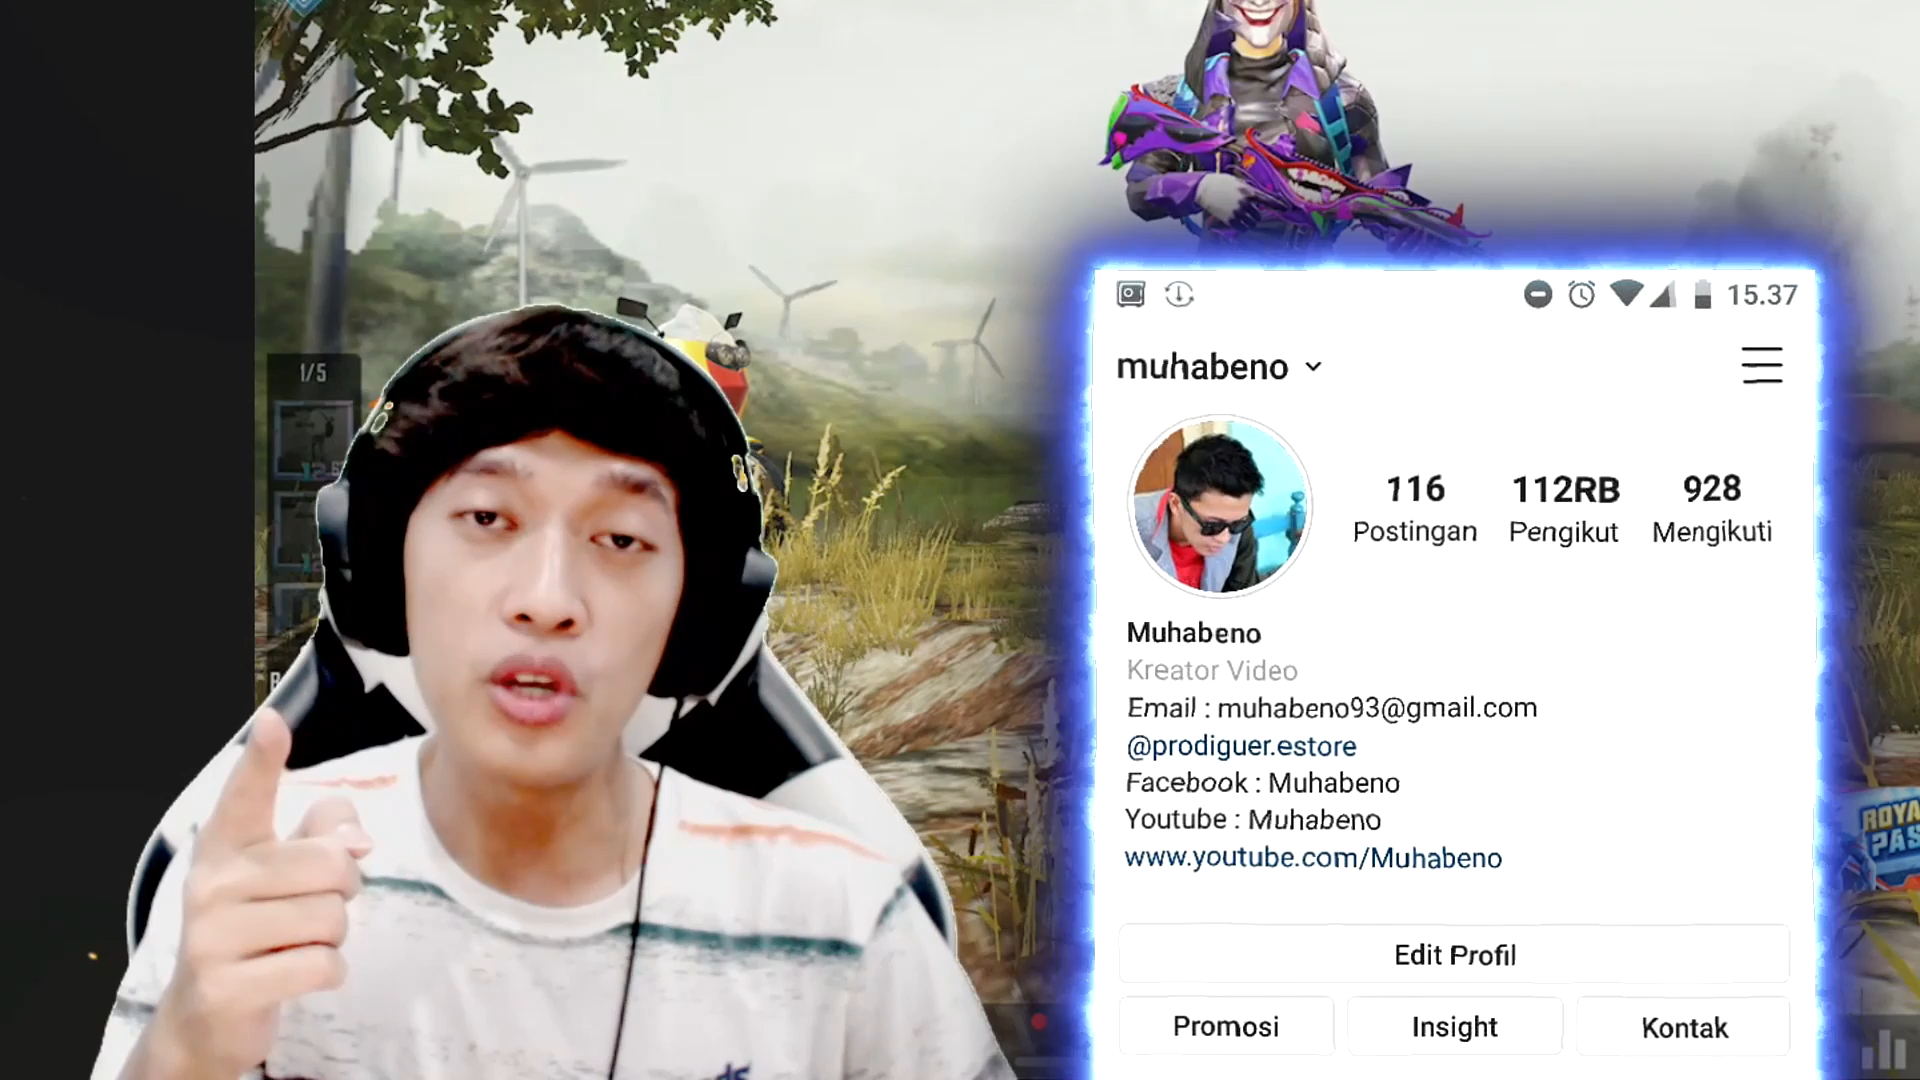 1/5
15.37
muhabeno
116 112RB 928
Postingan Pengikut Mengikuti
Muhabeno
Kreator Video
Email : muhabeno93@gmail.com
@prodiguer.estore
Facebook : Muhabeno
Youtube : Muhabeno
www.youtube.com/Muhabeno
Edit Profil
Promosi Insight Kontak